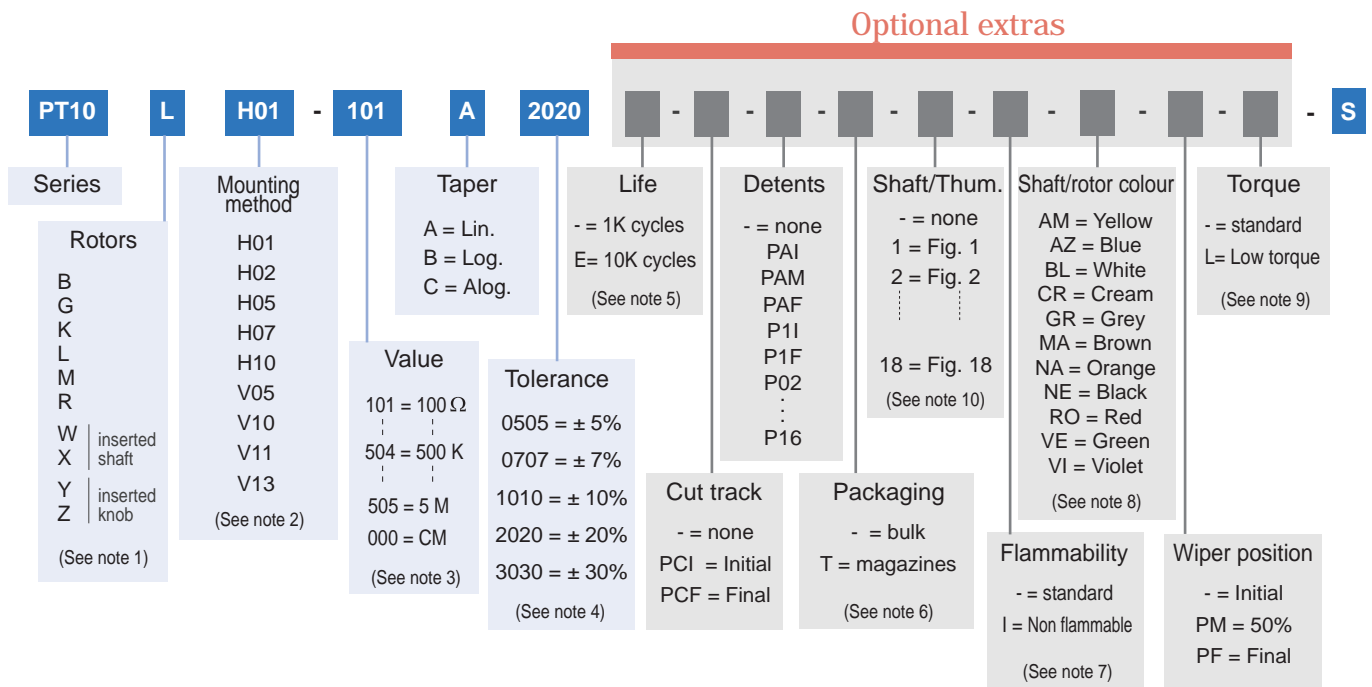 Optional extras
PT10 L H01 - 101 A 2020 - - - - - - - - - S
Series
Rotors
B
G
K
L
M
R
W
X
inserted
shaft
Y
Z
inserted
knob
(See note 1)
Mounting
method
H01
H02
H05
H07
H10
V05
V10
V11
V13
(See note 2)
Value
101 = 100 Ω
504 = 500 K
505 = 5 M
000 = CM
(See note 3)
Taper
A = Lin.
B = Log.
C = Alog.
Tolerance
0505 = ± 5%
0707 = ± 7%
1010 = ± 10%
2020 = ± 20%
3030 = ± 30%
(See note 4)
Life
- = 1K cycles
E= 10K cycles
(See note 5)
Cut track
- = none
PCI = Initial
PCF = Final
Detents
- = none
PAI
PAM
PAF
P1I
P1F
P02
:
:
P16
Packaging
- = bulk
T = magazines
(See note 6)
Shaft/Thum.
- = none
1 = Fig. 1
2 = Fig. 2
18 = Fig. 18
(See note 10)
Flammability
- = standard
I = Non flammable
(See note 7)
Shaft/rotor colour
AM = Yellow
AZ = Blue
BL = White
CR = Cream
GR = Grey
MA = Brown
NA = Orange
NE = Black
RO = Red
VE = Green
VI = Violet
(See note 8)
Wiper position
- = Initial
PM = 50%
PF = Final
Torque
- = standard
L= Low torque
(See note 9)